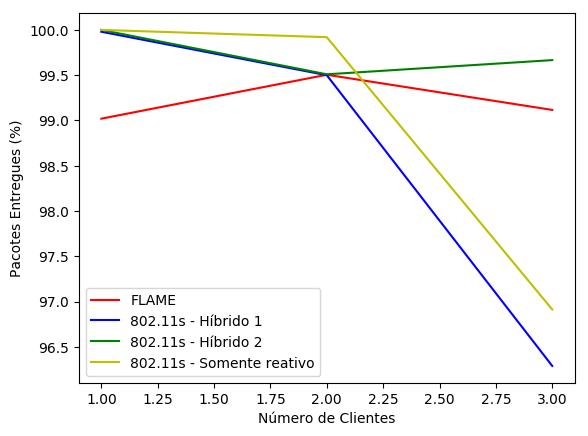 100.0
99.5
99.0
98.5
98.0
97.5
97.0
96.5
Pacotes Entregues (%)
FLAME
802.11s - Híbrido 1
802.11s - Híbrido 2
802.11s - Somente reativo
1.00 1.25 1.50 1.75 2.00 2.25 2.50 2.75 3.00
Número de Clientes